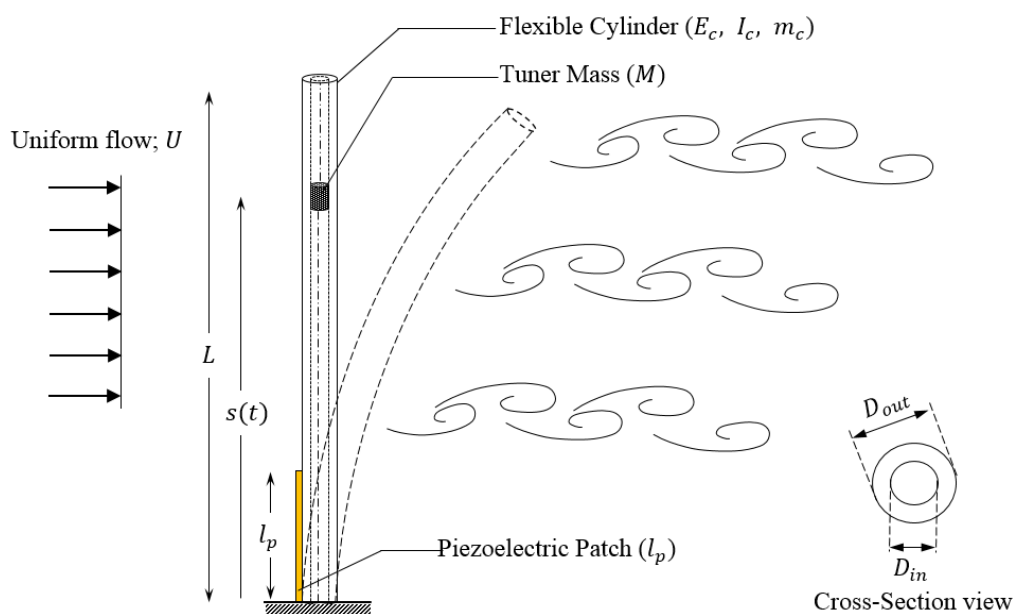 Flexible Cylinder (E_c, I_c, m_c)
Tuner Mass (M)
Uniform flow; U
L
s(t)
l_p
Piezoelectric Patch (l_p)
D_out
D_in
Cross-Section view